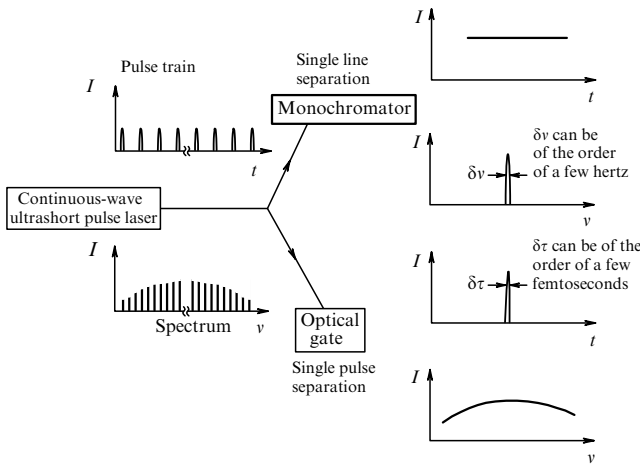 I
Pulse train
t
Single line
separation
Monochromator
Continuous-wave
ultrashort pulse laser
I
Spectrum
ν
Optical
gate
Single pulse
separation
I
t
I
δν
δν can be
of the order
of a few hertz
ν
I
δτ
δτ can be of the
order of a few
femtoseconds
t
I
ν